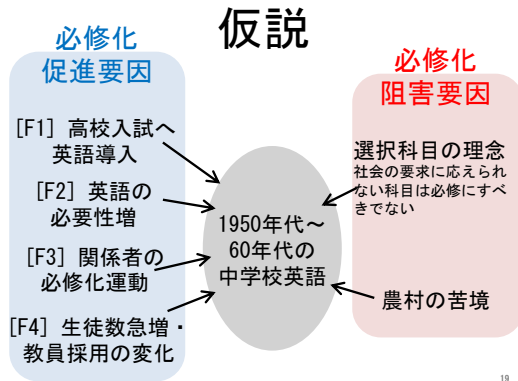 仮説
必修化
促進要因
[F1] 高校入試へ
英語導入
[F2] 英語の
必要性増
[F3] 関係者の
必修化運動
[F4] 生徒数急増・
教員採用の変化
1950年代～
60年代の
中学校英語
必修化
阻害要因
選択科目の理念
社会の要求に応えられ
ない科目は必修にすべ
きでない
農村の苦境
19